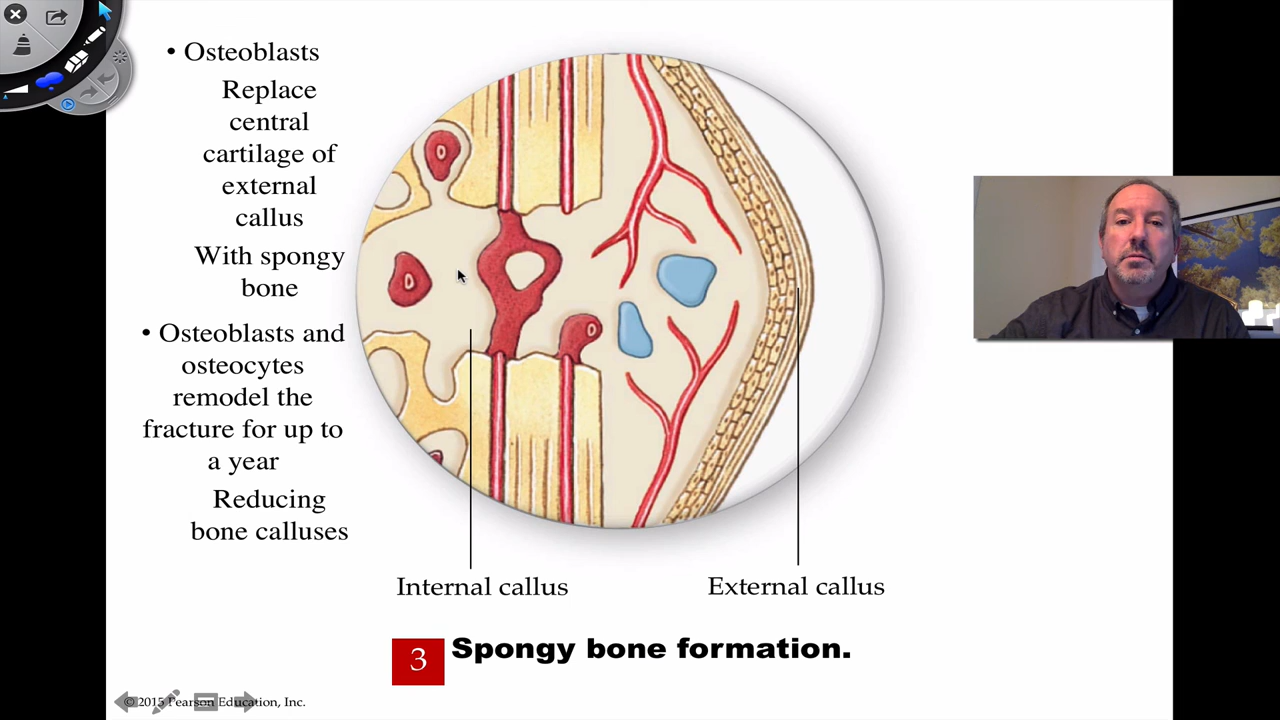 • Osteoblasts
Replace
central
cartilage of
external
callus
With spongy
bone
• Osteoblasts and
osteocytes
remodel the
fracture for up to
a year
Reducing
bone calluses
Internal callus
External callus
3 Spongy bone formation.
© 2015 Pearson Education, Inc.